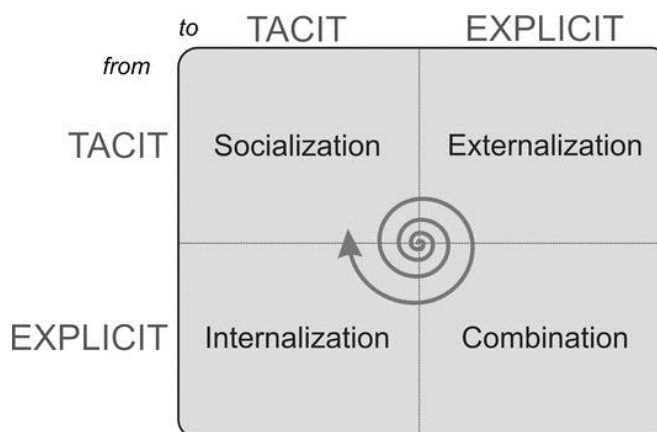 to TACIT EXPLICIT
from
TACIT Socialization Externalization
EXPLICIT Internalization Combination